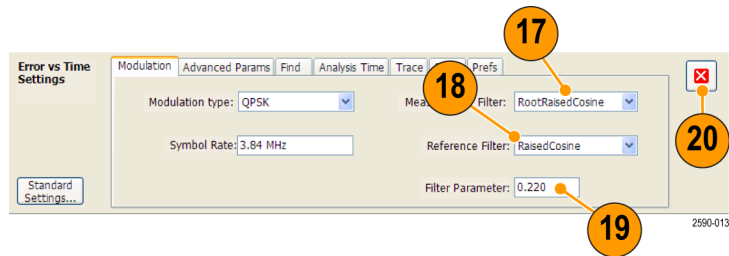 17
Error vs Time
Settings
Modulation Advanced Params Find Analysis Time Trace Prefs
18
Modulation type: QPSK Filter: RootRaisedCosine
20
Symbol Rate: 3.84 MHz Reference Filter: RaisedCosine
Standard
Settings...
Filter Parameter: 0.220
19
2590-013